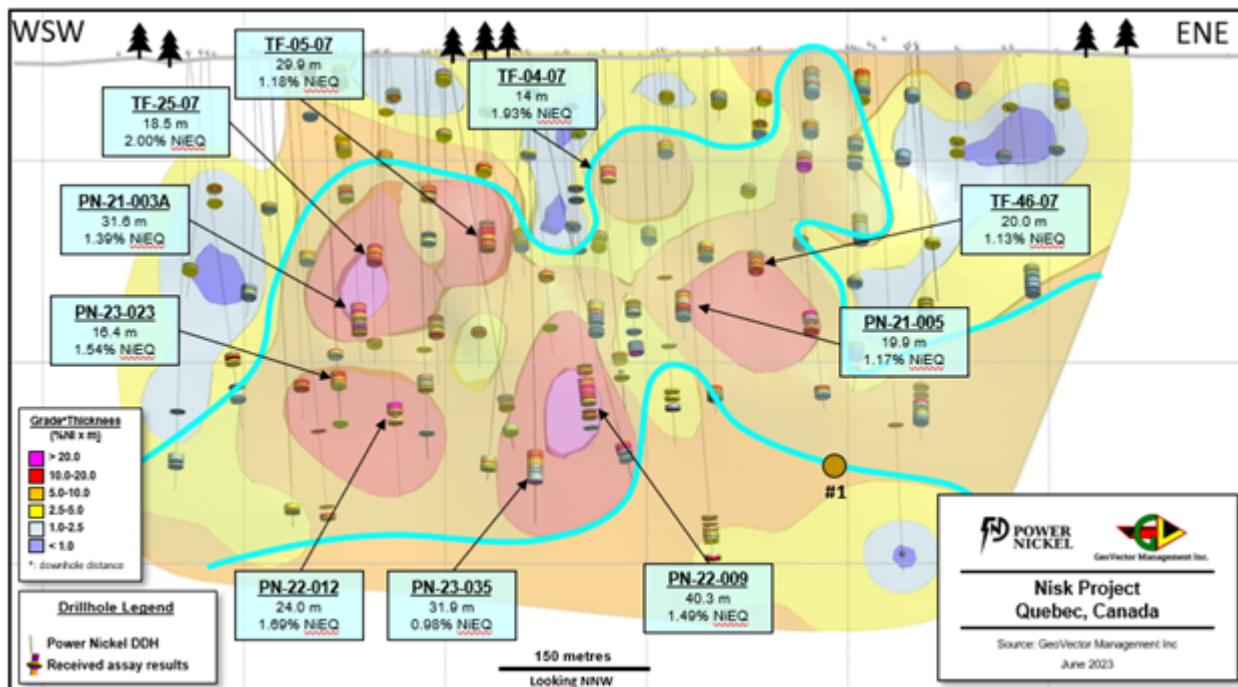 WSW
ENE
TF-05-07
29.9 m
1.18% NiEQ
TF-04-07
14 m
1.93% NiEQ
TF-25-07
18.5 m
2.00% NiEQ
PN-21-003A
31.6 m
1.39% NiEQ
TF-46-07
20.0 m
1.13% NiEQ
PN-23-023
16.4 m
1.54% NiEQ
PN-21-005
19.9 m
1.17% NiEQ
Grade*Thickness
(%Ni x m)
> 20.0
10.0-20.0
5.0-10.0
2.5-5.0
1.0-2.5
< 1.0
*: downhole distance
#1
Drillhole Legend
Power Nickel DDH
Received assay results
PN-22-012
24.0 m
1.69% NiEQ
PN-23-035
31.9 m
0.98% NiEQ
PN-22-009
40.3 m
1.49% NiEQ
150 metres
Looking NNW
POWER
NICKEL
GeoVector Management Inc.
Nisk Project
Quebec, Canada
Source: GeoVector Management Inc
June 2023